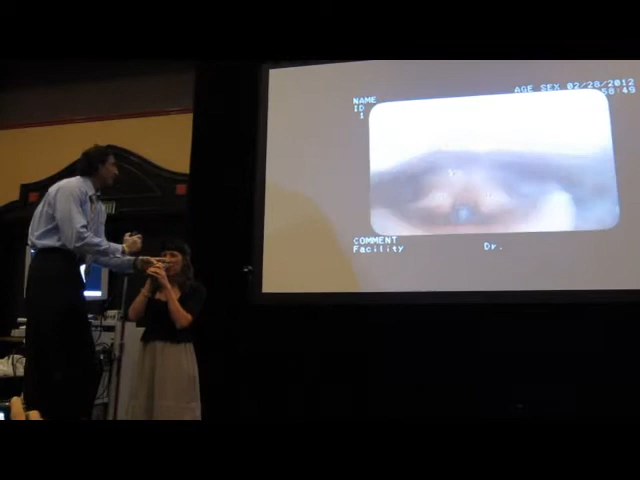 AGE SEX 02/28/2012
NAME
58:49
ID
1
COMMENT
Facility Dr.